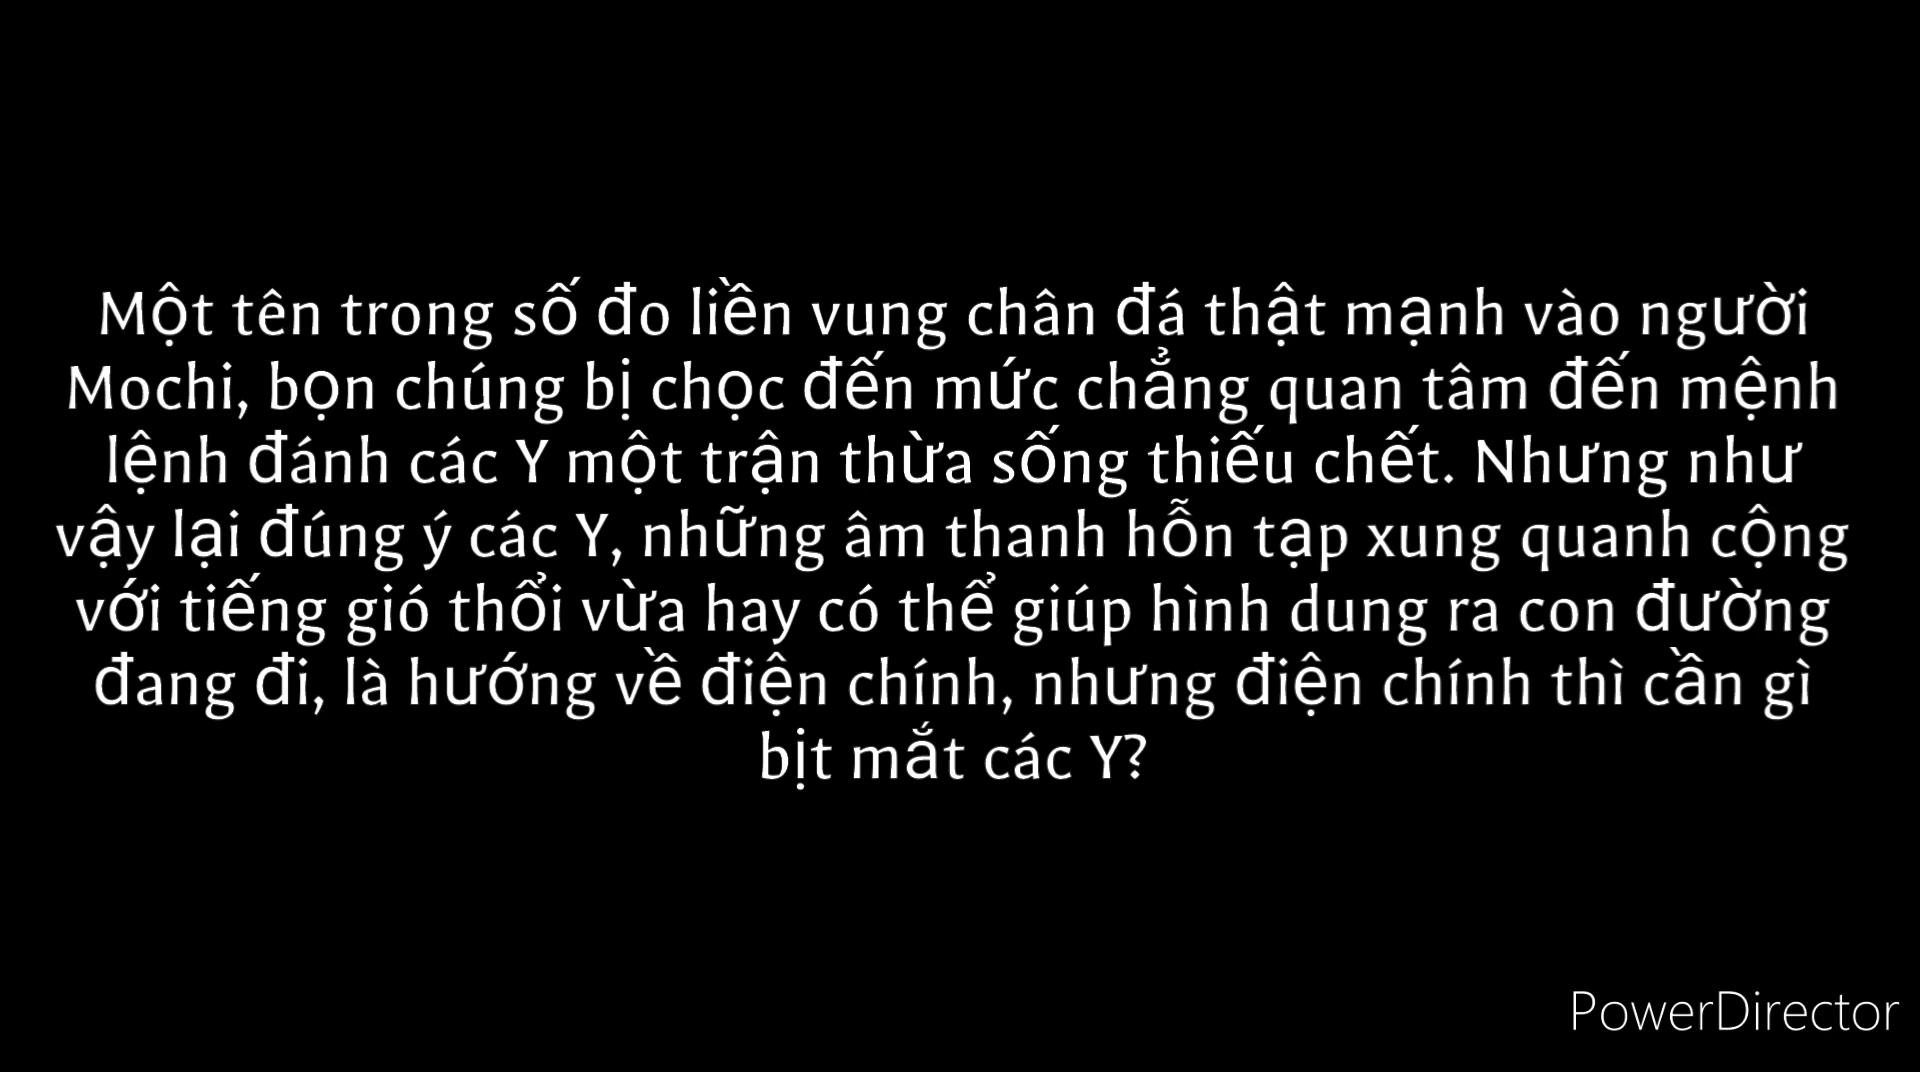 Một tên trong số đo liền vung chân đá thật mạnh vào người
Mochi, bọn chúng bị chọc đến mức chẳng quan tâm đến mệnh
lệnh đánh các Y một trận thừa sống thiếu chết. Nhưng như
vậy lại đúng ý các Y, những âm thanh hỗn tạp xung quanh cộng
với tiếng gió thổi vừa hay có thể giúp hình dung ra con đường
đang đi, là hướng về điện chính, nhưng điện chính thì cần gì
bịt mắt các Y?
PowerDirector